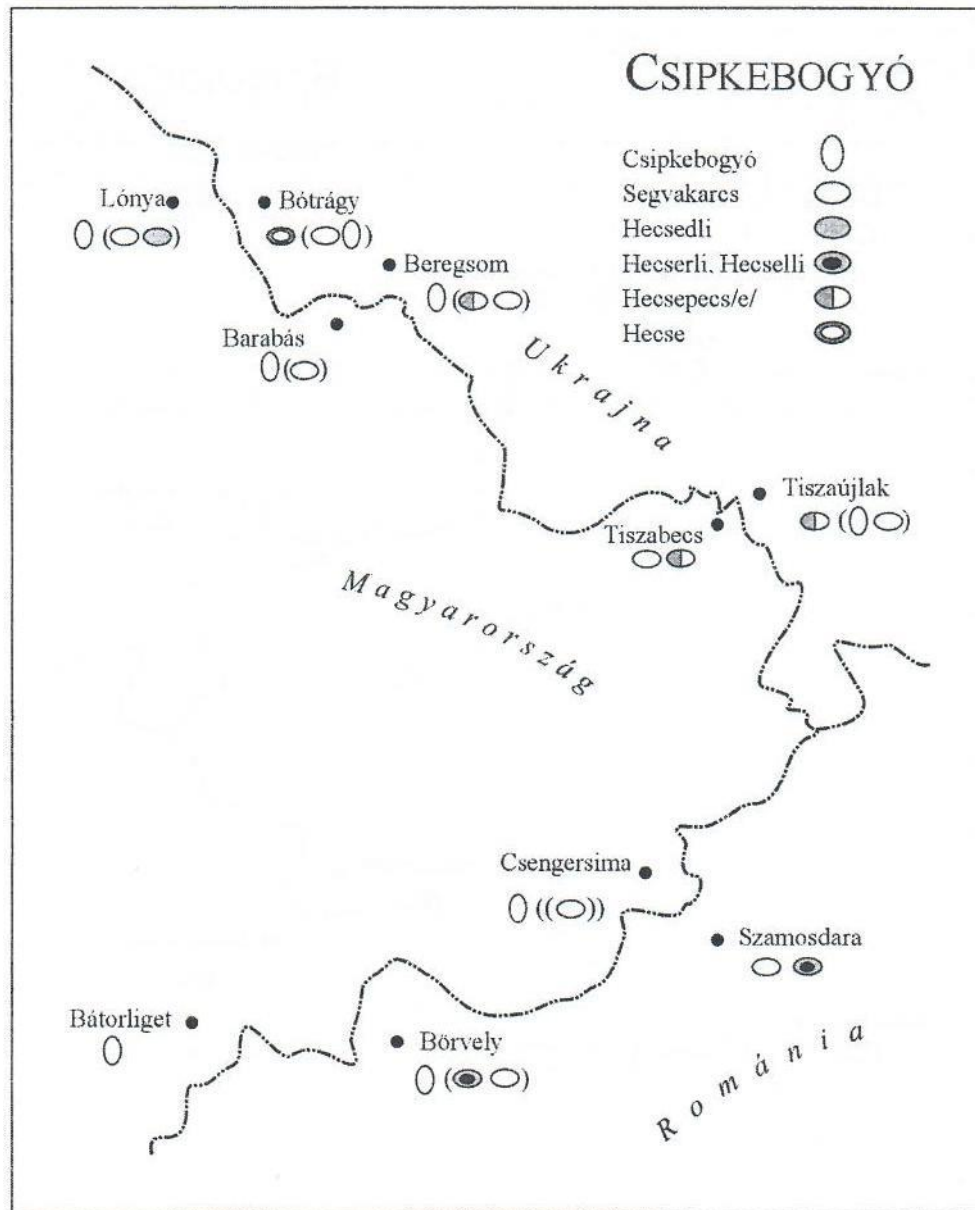 CSIPKEBOGYÓ
Csipkebogyó
Segvakarcs
Hecsedli
Hecserli, Hecselli
Hecsepecs/e/
Hecse
Lónya
( )
Bótrágy
( )
Beregsom
( )
Barabás
( )
Ukrajna
Tiszaújlak
( )
Tiszabecs
Magyarország
Csengersima
(( ))
Szamosdara
Bátorliget
Börvely
( )
Románia